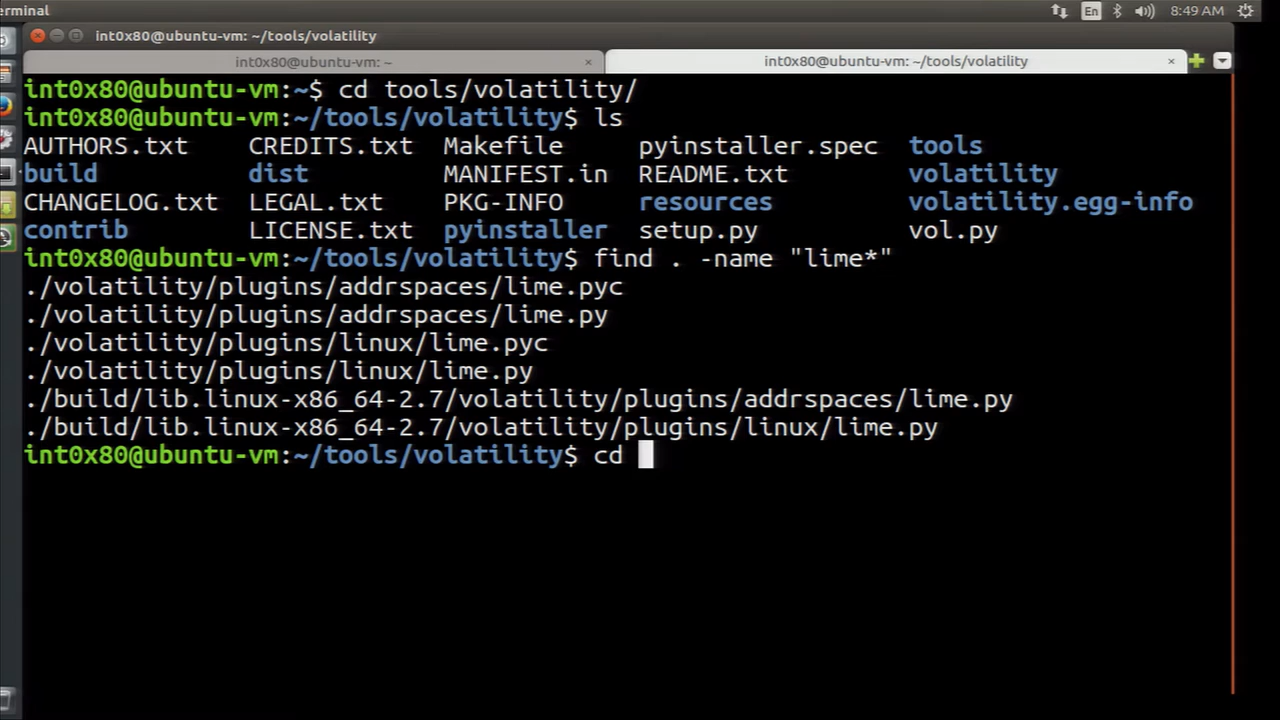 erminal En 8:49 AM
int0x80@ubuntu-vm: ~/tools/volatility
int0x80@ubuntu-vm: ~ × int0x80@ubuntu-vm: ~/tools/volatility ×
int0x80@ubuntu-vm:~$ cd tools/volatility/
int0x80@ubuntu-vm:~/tools/volatility$ ls
AUTHORS.txt CREDITS.txt Makefile pyinstaller.spec tools
build dist MANIFEST.in README.txt volatility
CHANGELOG.txt LEGAL.txt PKG-INFO resources volatility.egg-info
contrib LICENSE.txt pyinstaller setup.py vol.py
int0x80@ubuntu-vm:~/tools/volatility$ find . -name "lime*"
./volatility/plugins/addrspaces/lime.pyc
./volatility/plugins/addrspaces/lime.py
./volatility/plugins/linux/lime.pyc
./volatility/plugins/linux/lime.py
./build/lib.linux-x86_64-2.7/volatility/plugins/addrspaces/lime.py
./build/lib.linux-x86_64-2.7/volatility/plugins/linux/lime.py
int0x80@ubuntu-vm:~/tools/volatility$ cd